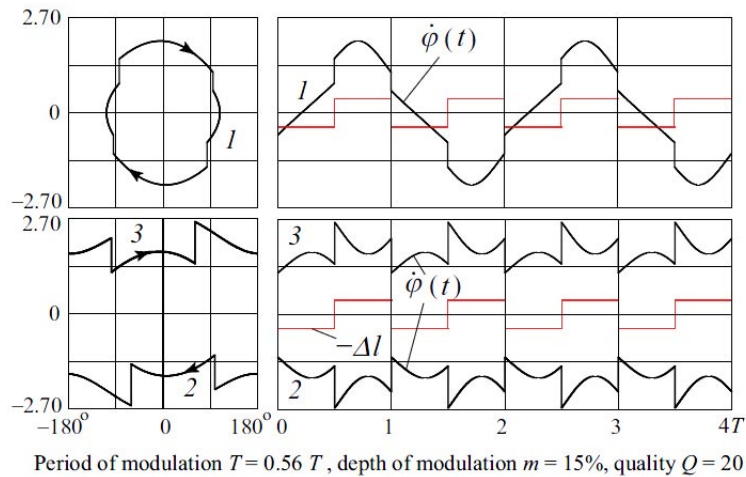 2.70
φ̇ (t)
1
0
1
−2.70
2.70
3
3
φ̇ (t)
0
−Δl
2
2
−2.70
−180° 0 180° 0 1 2 3 4T
Period of modulation T = 0.56 T , depth of modulation m = 15%, quality Q = 20